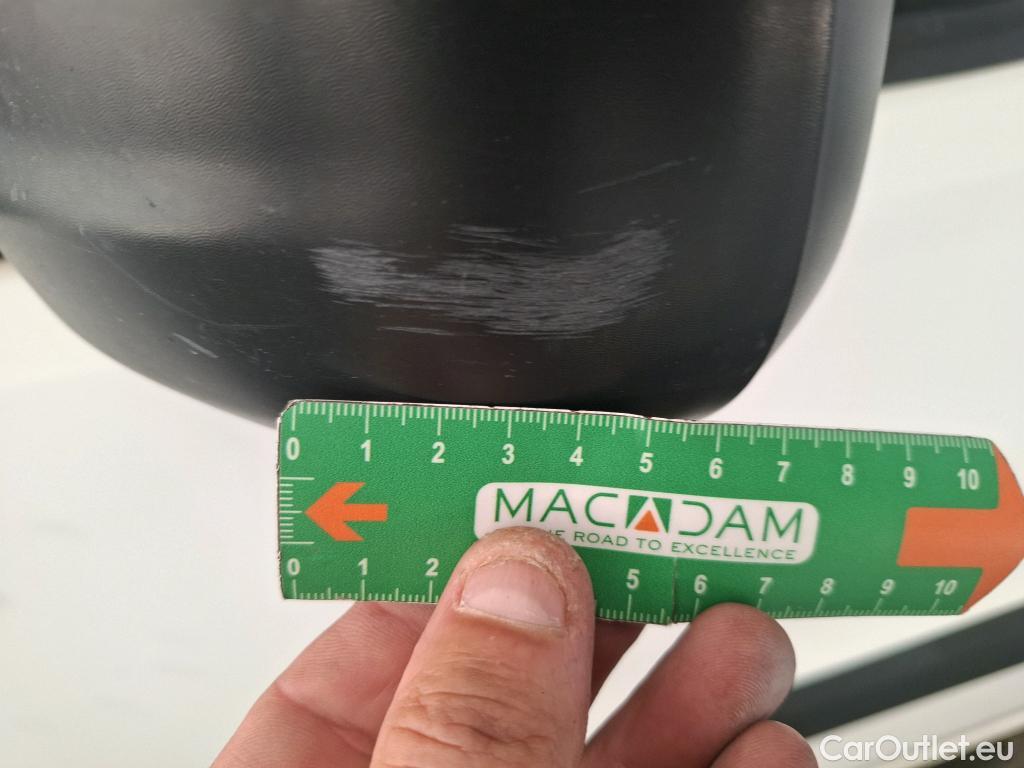 0 1 2 3 4 5 6 7 8 9 10
MACADAM
ROAD TO EXCELLENCE
0 1 2 5 6 7 8 9 10
CarOutlet.eu